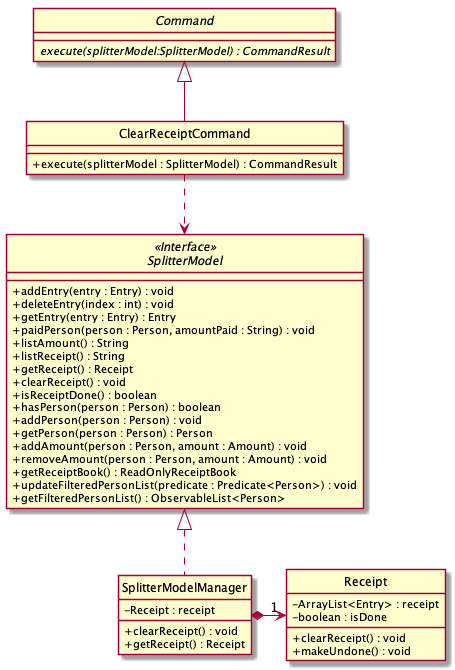 Command
execute(splitterModel:SplitterModel) : CommandResult
ClearReceiptCommand
+execute(splitterModel : SplitterModel) : CommandResult
«Interface»
SplitterModel
+addEntry(entry : Entry) : void
+deleteEntry(index : int) : void
+getEntry(entry : Entry) : Entry
+paidPerson(person : Person, amountPaid : String) : void
+listAmount() : String
+listReceipt() : String
+getReceipt() : Receipt
+clearReceipt() : void
+isReceiptDone() : boolean
+hasPerson(person : Person) : boolean
+addPerson(person : Person) : void
+getPerson(person : Person) : Person
+addAmount(person : Person, amount : Amount) : void
+removeAmount(person : Person, amount : Amount) : void
+getReceiptBook() : ReadOnlyReceiptBook
+updateFilteredPersonList(predicate : Predicate<Person>) : void
+getFilteredPersonList() : ObservableList<Person>
SplitterModelManager
−Receipt : receipt
+clearReceipt() : void
+getReceipt() : Receipt
1
Receipt
−ArrayList<Entry> : receipt
−boolean : isDone
+clearReceipt() : void
+makeUndone() : void